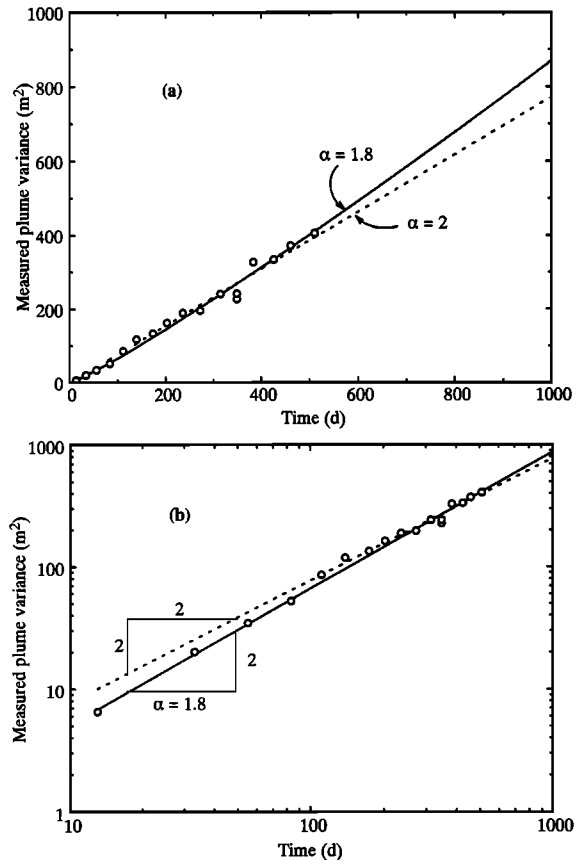 1000
800
600
400
200
0
Measured plume variance (m²)
(a)
α = 1.8
α = 2
0 200 400 600 800 1000
Time (d)
1000
100
10
1
Measured plume variance (m²)
(b)
2
2
2
α = 1.8
10 100 1000
Time (d)